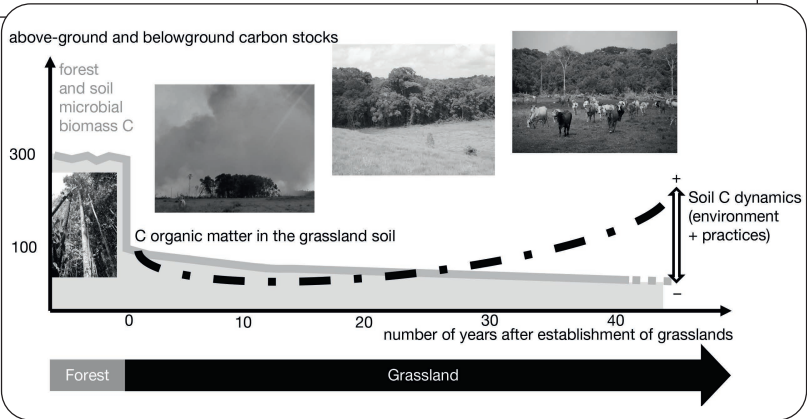 above-ground and belowground carbon stocks
forest
and soil
microbial
biomass C
300
100
C organic matter in the grassland soil
+
Soil C dynamics
(environment
+ practices)
–
0
10
20
30
40
number of years after establishment of grasslands
Forest
Grassland